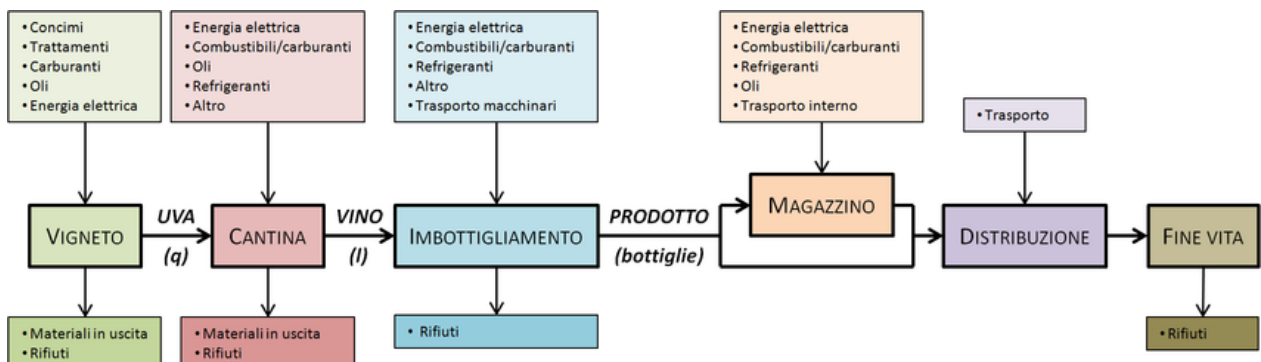 • Concimi
• Trattamenti
• Carburanti
• Oli
• Energia elettrica
• Energia elettrica
• Combustibili/carburanti
• Oli
• Refrigeranti
• Altro
• Energia elettrica
• Combustibili/carburanti
• Refrigeranti
• Altro
• Trasporto macchinari
• Energia elettrica
• Combustibili/carburanti
• Refrigeranti
• Oli
• Trasporto interno
• Trasporto
VIGNETO
UVA
(q)
CANTINA
VINO
(l)
IMBOTTIGLIAMENTO
PRODOTTO
(bottiglie)
MAGAZZINO
DISTRIBUZIONE
FINE VITA
• Materiali in uscita
• Rifiuti
• Materiali in uscita
• Rifiuti
• Rifiuti
• Rifiuti